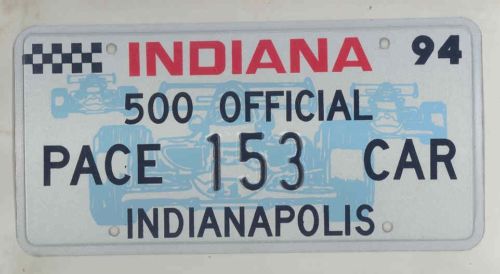 INDIANA 94
500 OFFICIAL
PACE 153 CAR
INDIANAPOLIS